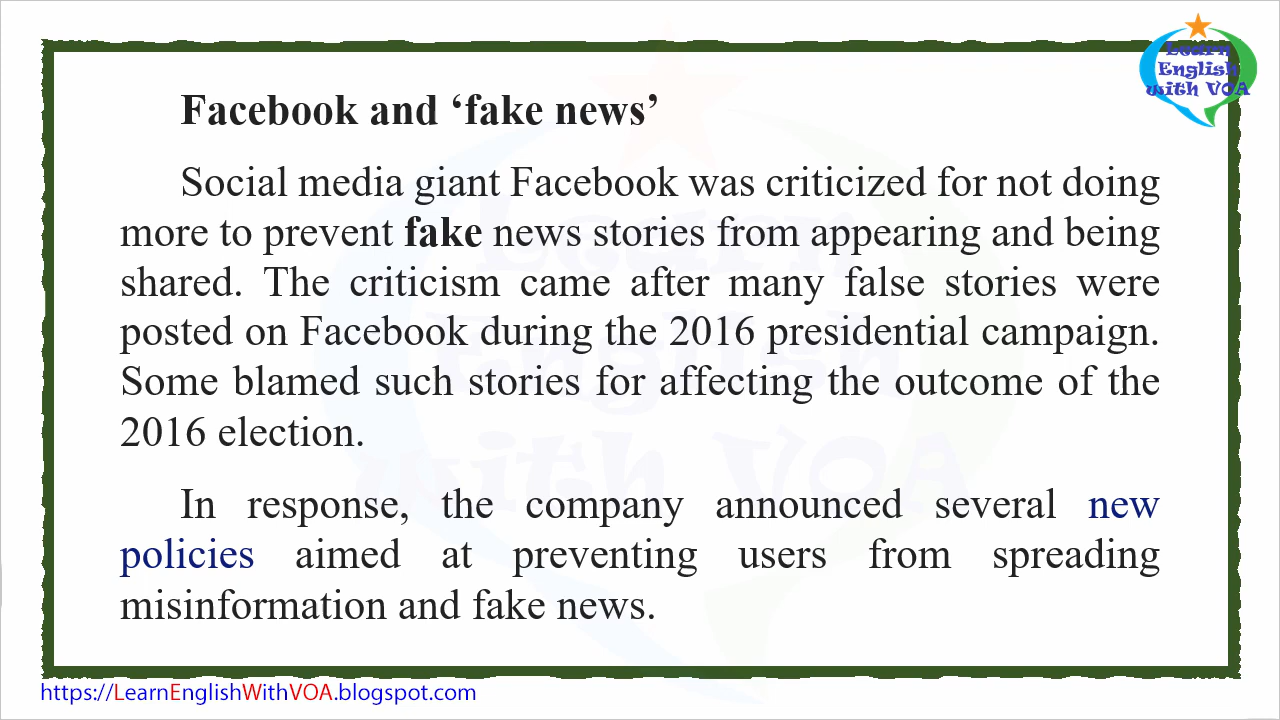 Learn
English
with VOA
Facebook and ‘fake news’
Social media giant Facebook was criticized for not doing
more to prevent fake news stories from appearing and being
shared. The criticism came after many false stories were
posted on Facebook during the 2016 presidential campaign.
Some blamed such stories for affecting the outcome of the
2016 election.
In response, the company announced several new
policies aimed at preventing users from spreading
misinformation and fake news.
Learn
English
with VOA
https://LearnEnglishWithVOA.blogspot.com